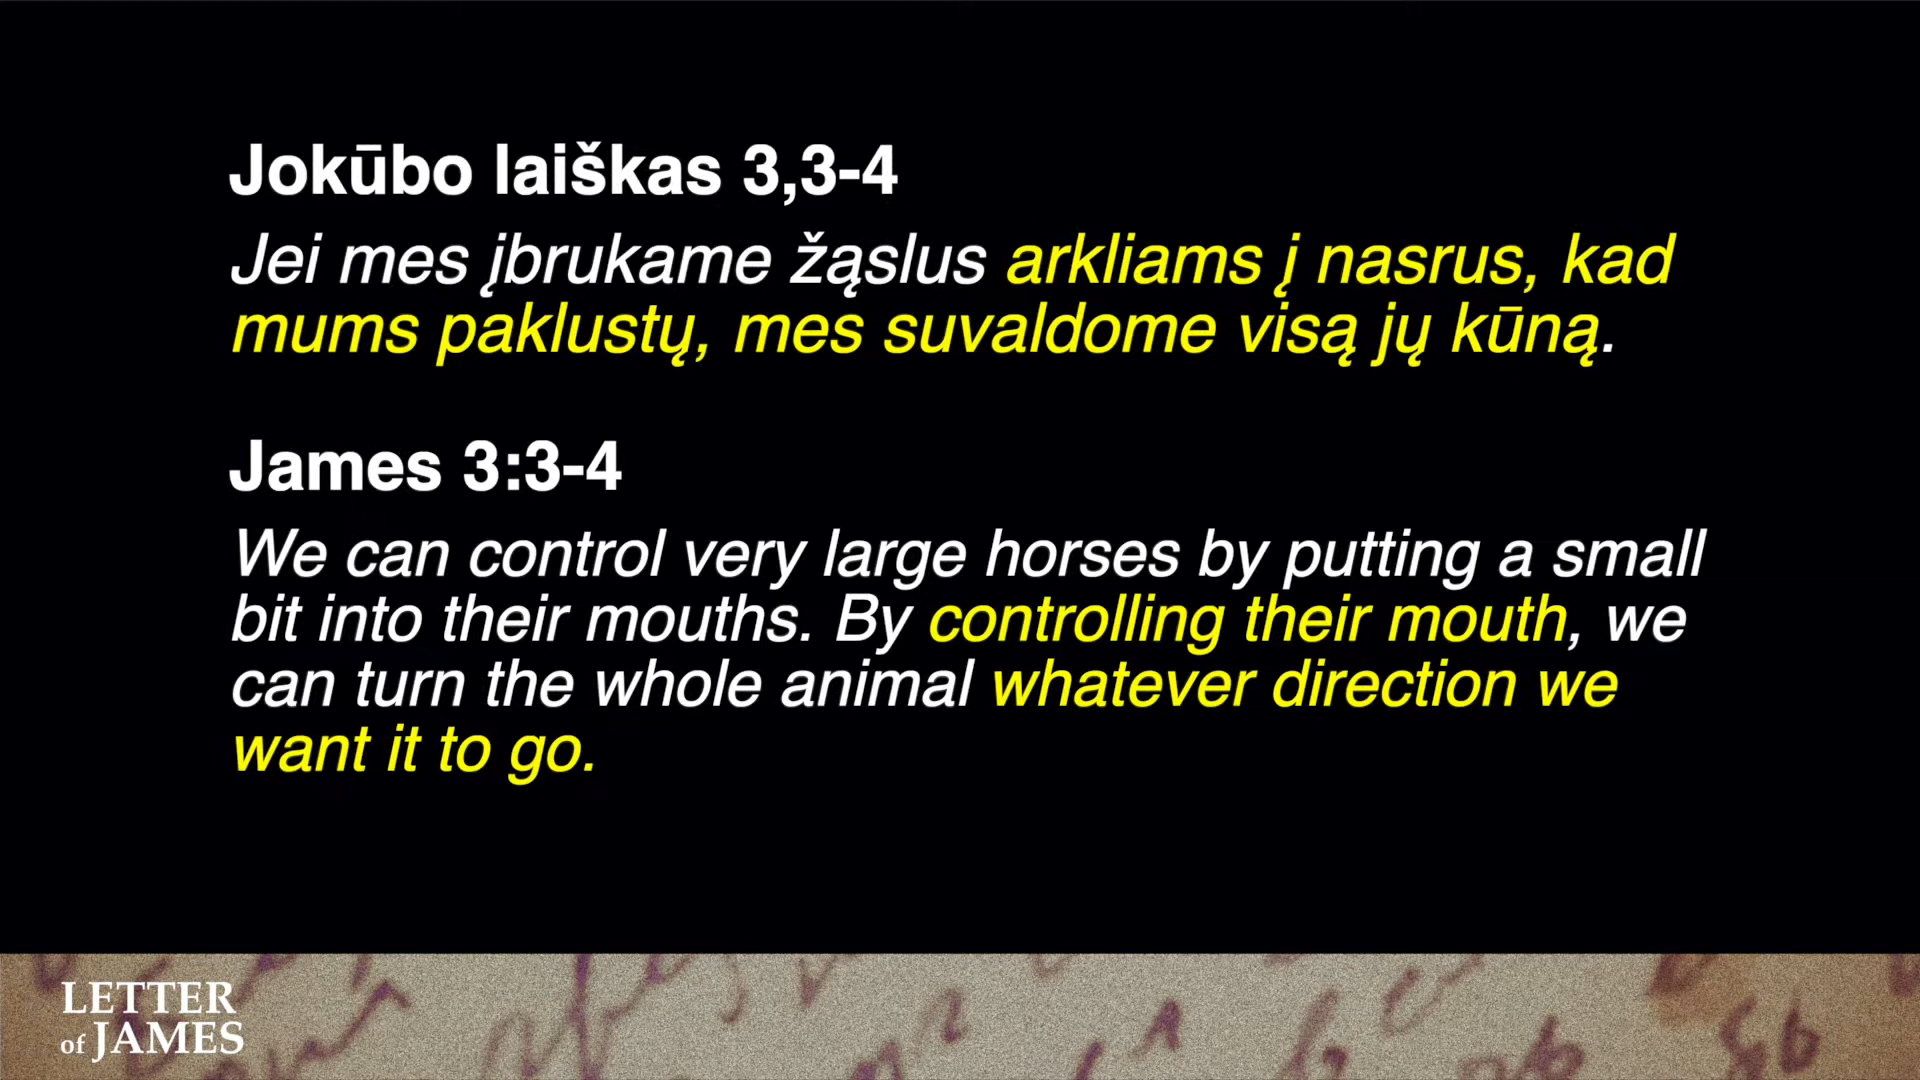 Jokūbo laiškas 3,3-4
Jei mes įbrukame žąslus arkliams į nasrus, kad
mums paklustų, mes suvaldome visą jų kūną.
James 3:3-4
We can control very large horses by putting a small
bit into their mouths. By controlling their mouth, we
can turn the whole animal whatever direction we
want it to go.
LETTER
of JAMES